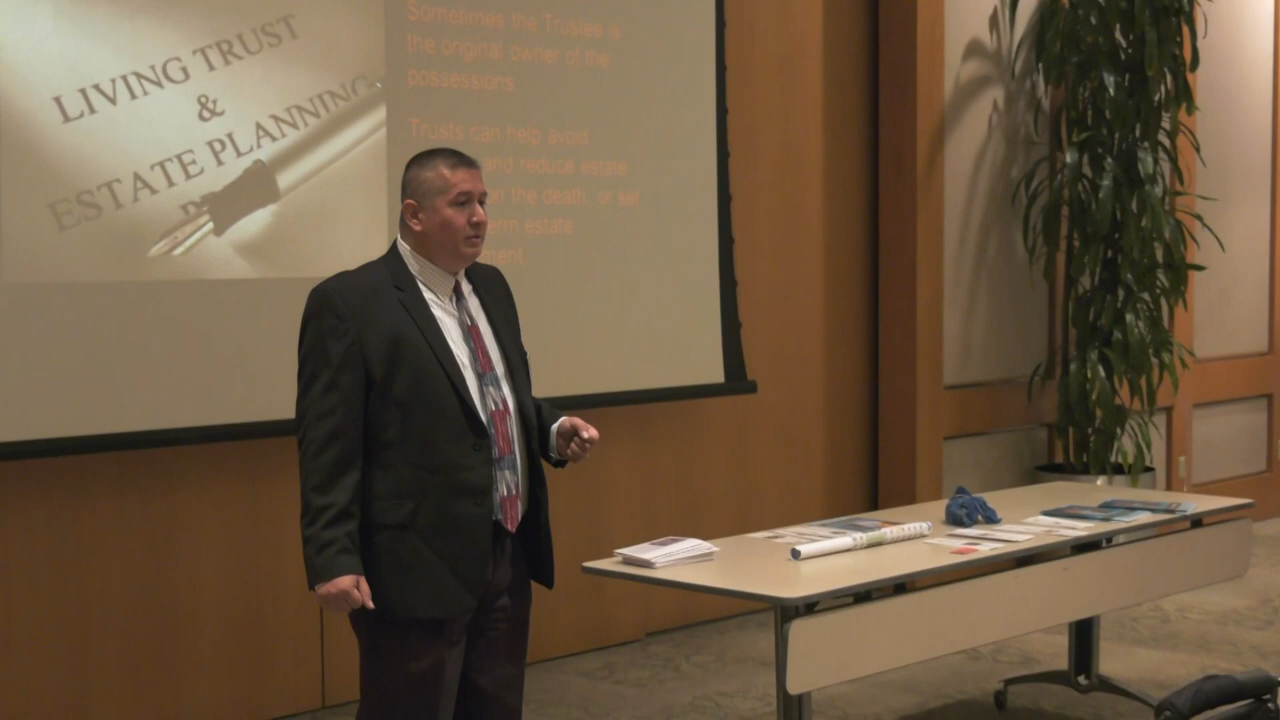 LIVING TRUST
&
ESTATE PLANNING
Sometimes the Trustee is
the original owner of the
possessions.
Trusts can help avoid
and reduce estate
on the death, or set
term estate